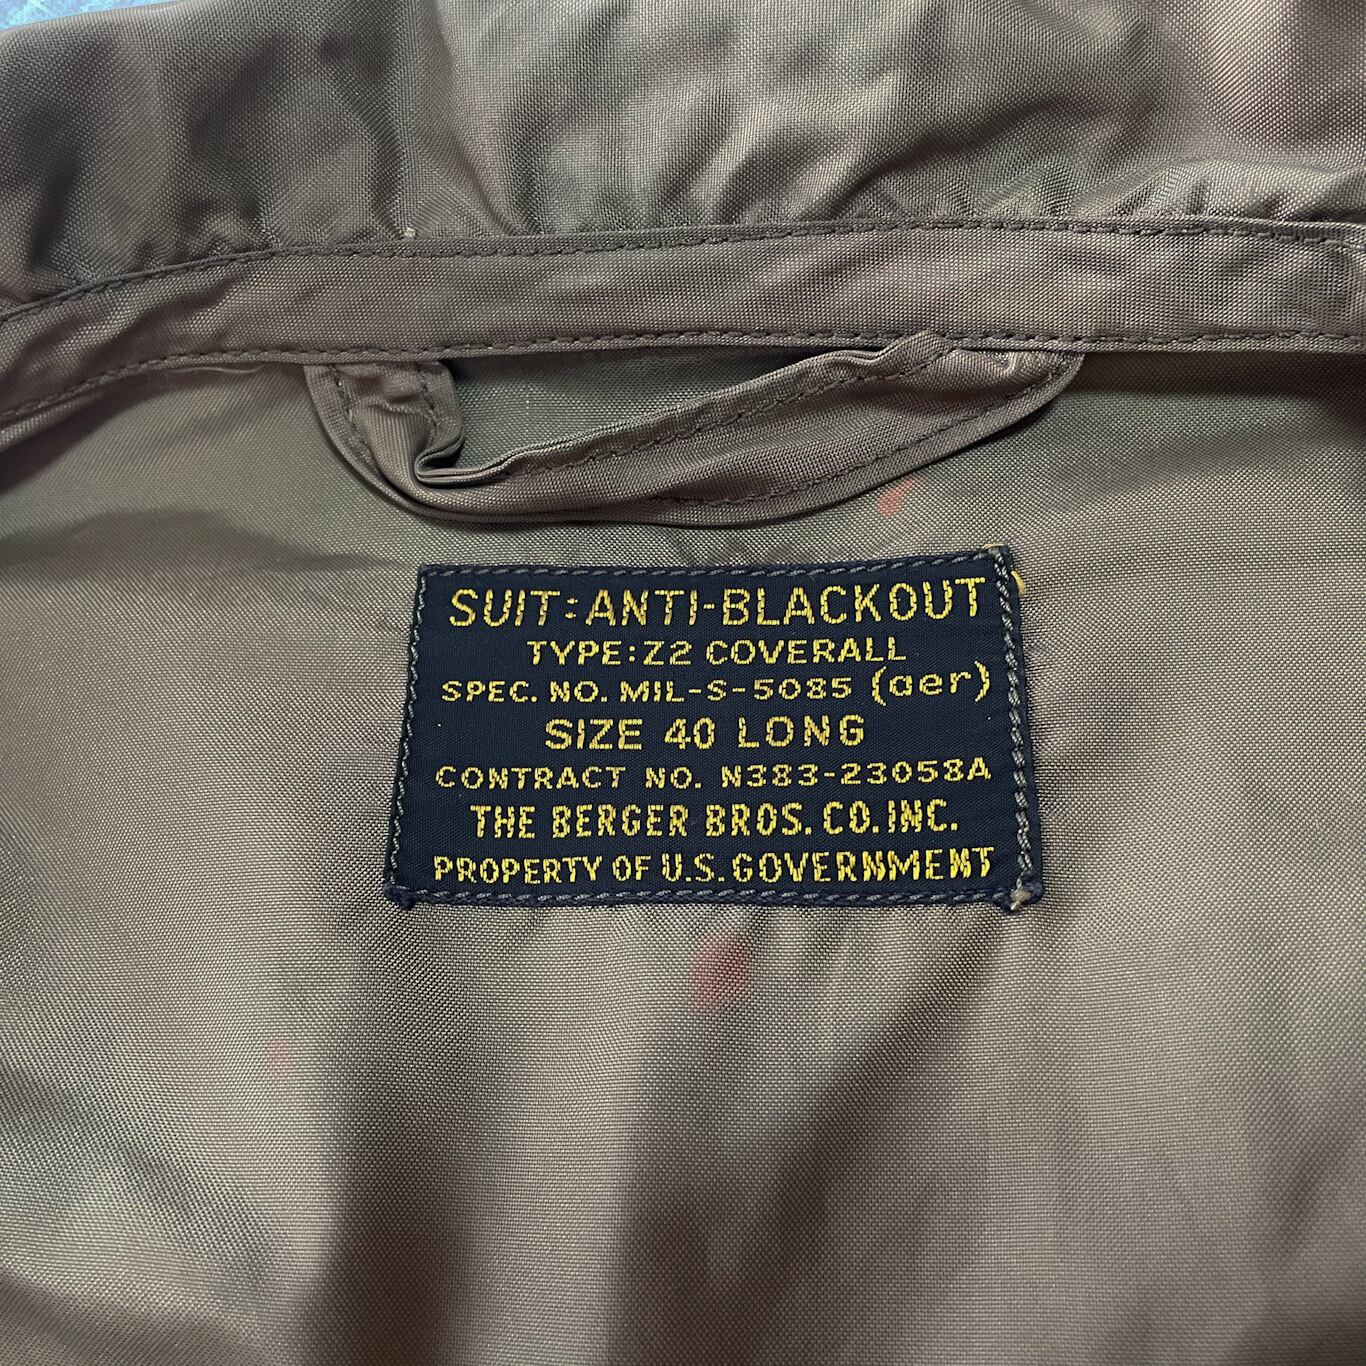 SUIT: ANTI-BLACKOUT
TYPE: Z2 COVERALL
SPEC. NO. MIL-S-5085 (aer)
SIZE 40 LONG
CONTRACT NO. N383-23058A
THE BERGER BROS. CO. INC.
PROPERTY OF U.S. GOVERNMENT